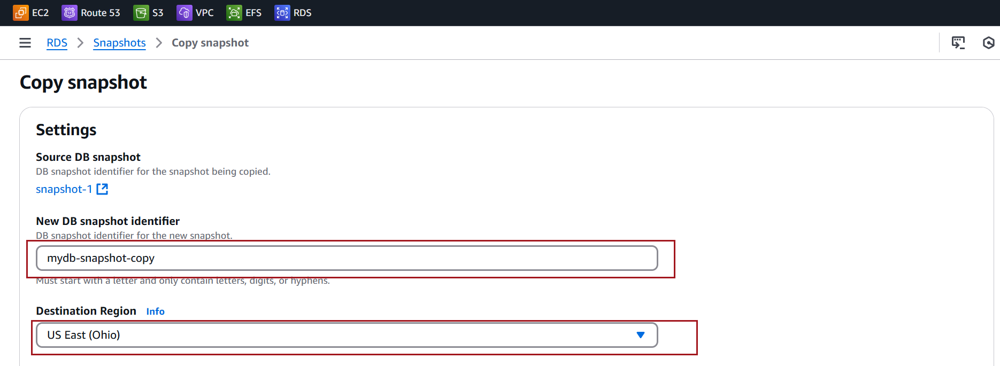 EC2 Route 53 S3 VPC EFS RDS
RDS Snapshots Copy snapshot
Copy snapshot
Settings
Source DB snapshot
DB snapshot identifier for the snapshot being copied.
snapshot-1
New DB snapshot identifier
DB snapshot identifier for the new snapshot.
mydb-snapshot-copy
Must start with a letter and only contain letters, digits, or hyphens.
Destination Region Info
US East (Ohio)